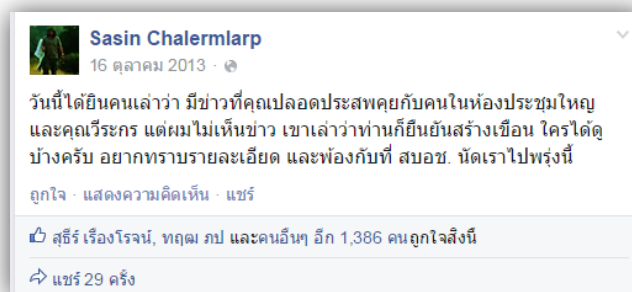 Sasin Chalermlarp
16 ตุลาคม 2013 ·
วันนี้ได้ยินคนเล่าว่า มีข่าวที่คุณปลอดประสพคุยกับคนในห้องประชุมใหญ่
และคุณวีระกร แต่ผมไม่เห็นข่าว เขาเล่าว่าท่านก็ยืนยันสร้างเขือน ใครได้ดู
บ้างครับ อยากทราบรายละเอียด และพ้องกับที่ สบอช. นัดเราไปพรุ่งนี้
ถูกใจ · แสดงความคิดเห็น · แชร์
สุธีร์ เรืองโรจน์, ทฤฒ ภป และคนอื่นๆ อีก 1,386 คนถูกใจสิ่งนี้
แชร์ 29 ครั้ง